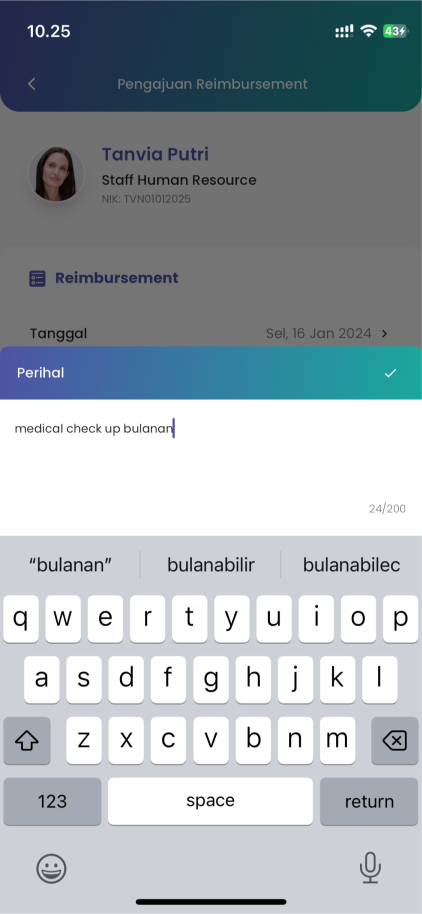 10.25
43
Pengajuan Reimbursement
Tanvia Putri
Staff Human Resource
NIK: TVN01012025
Reimbursement
Tanggal Sel, 16 Jan 2024
Perihal
medical check up bulanan
24/200
“bulanan” bulanabilir bulanabilec
q w e r t y u i o p
a s d f g h j k l
z x c v b n m
123 space return